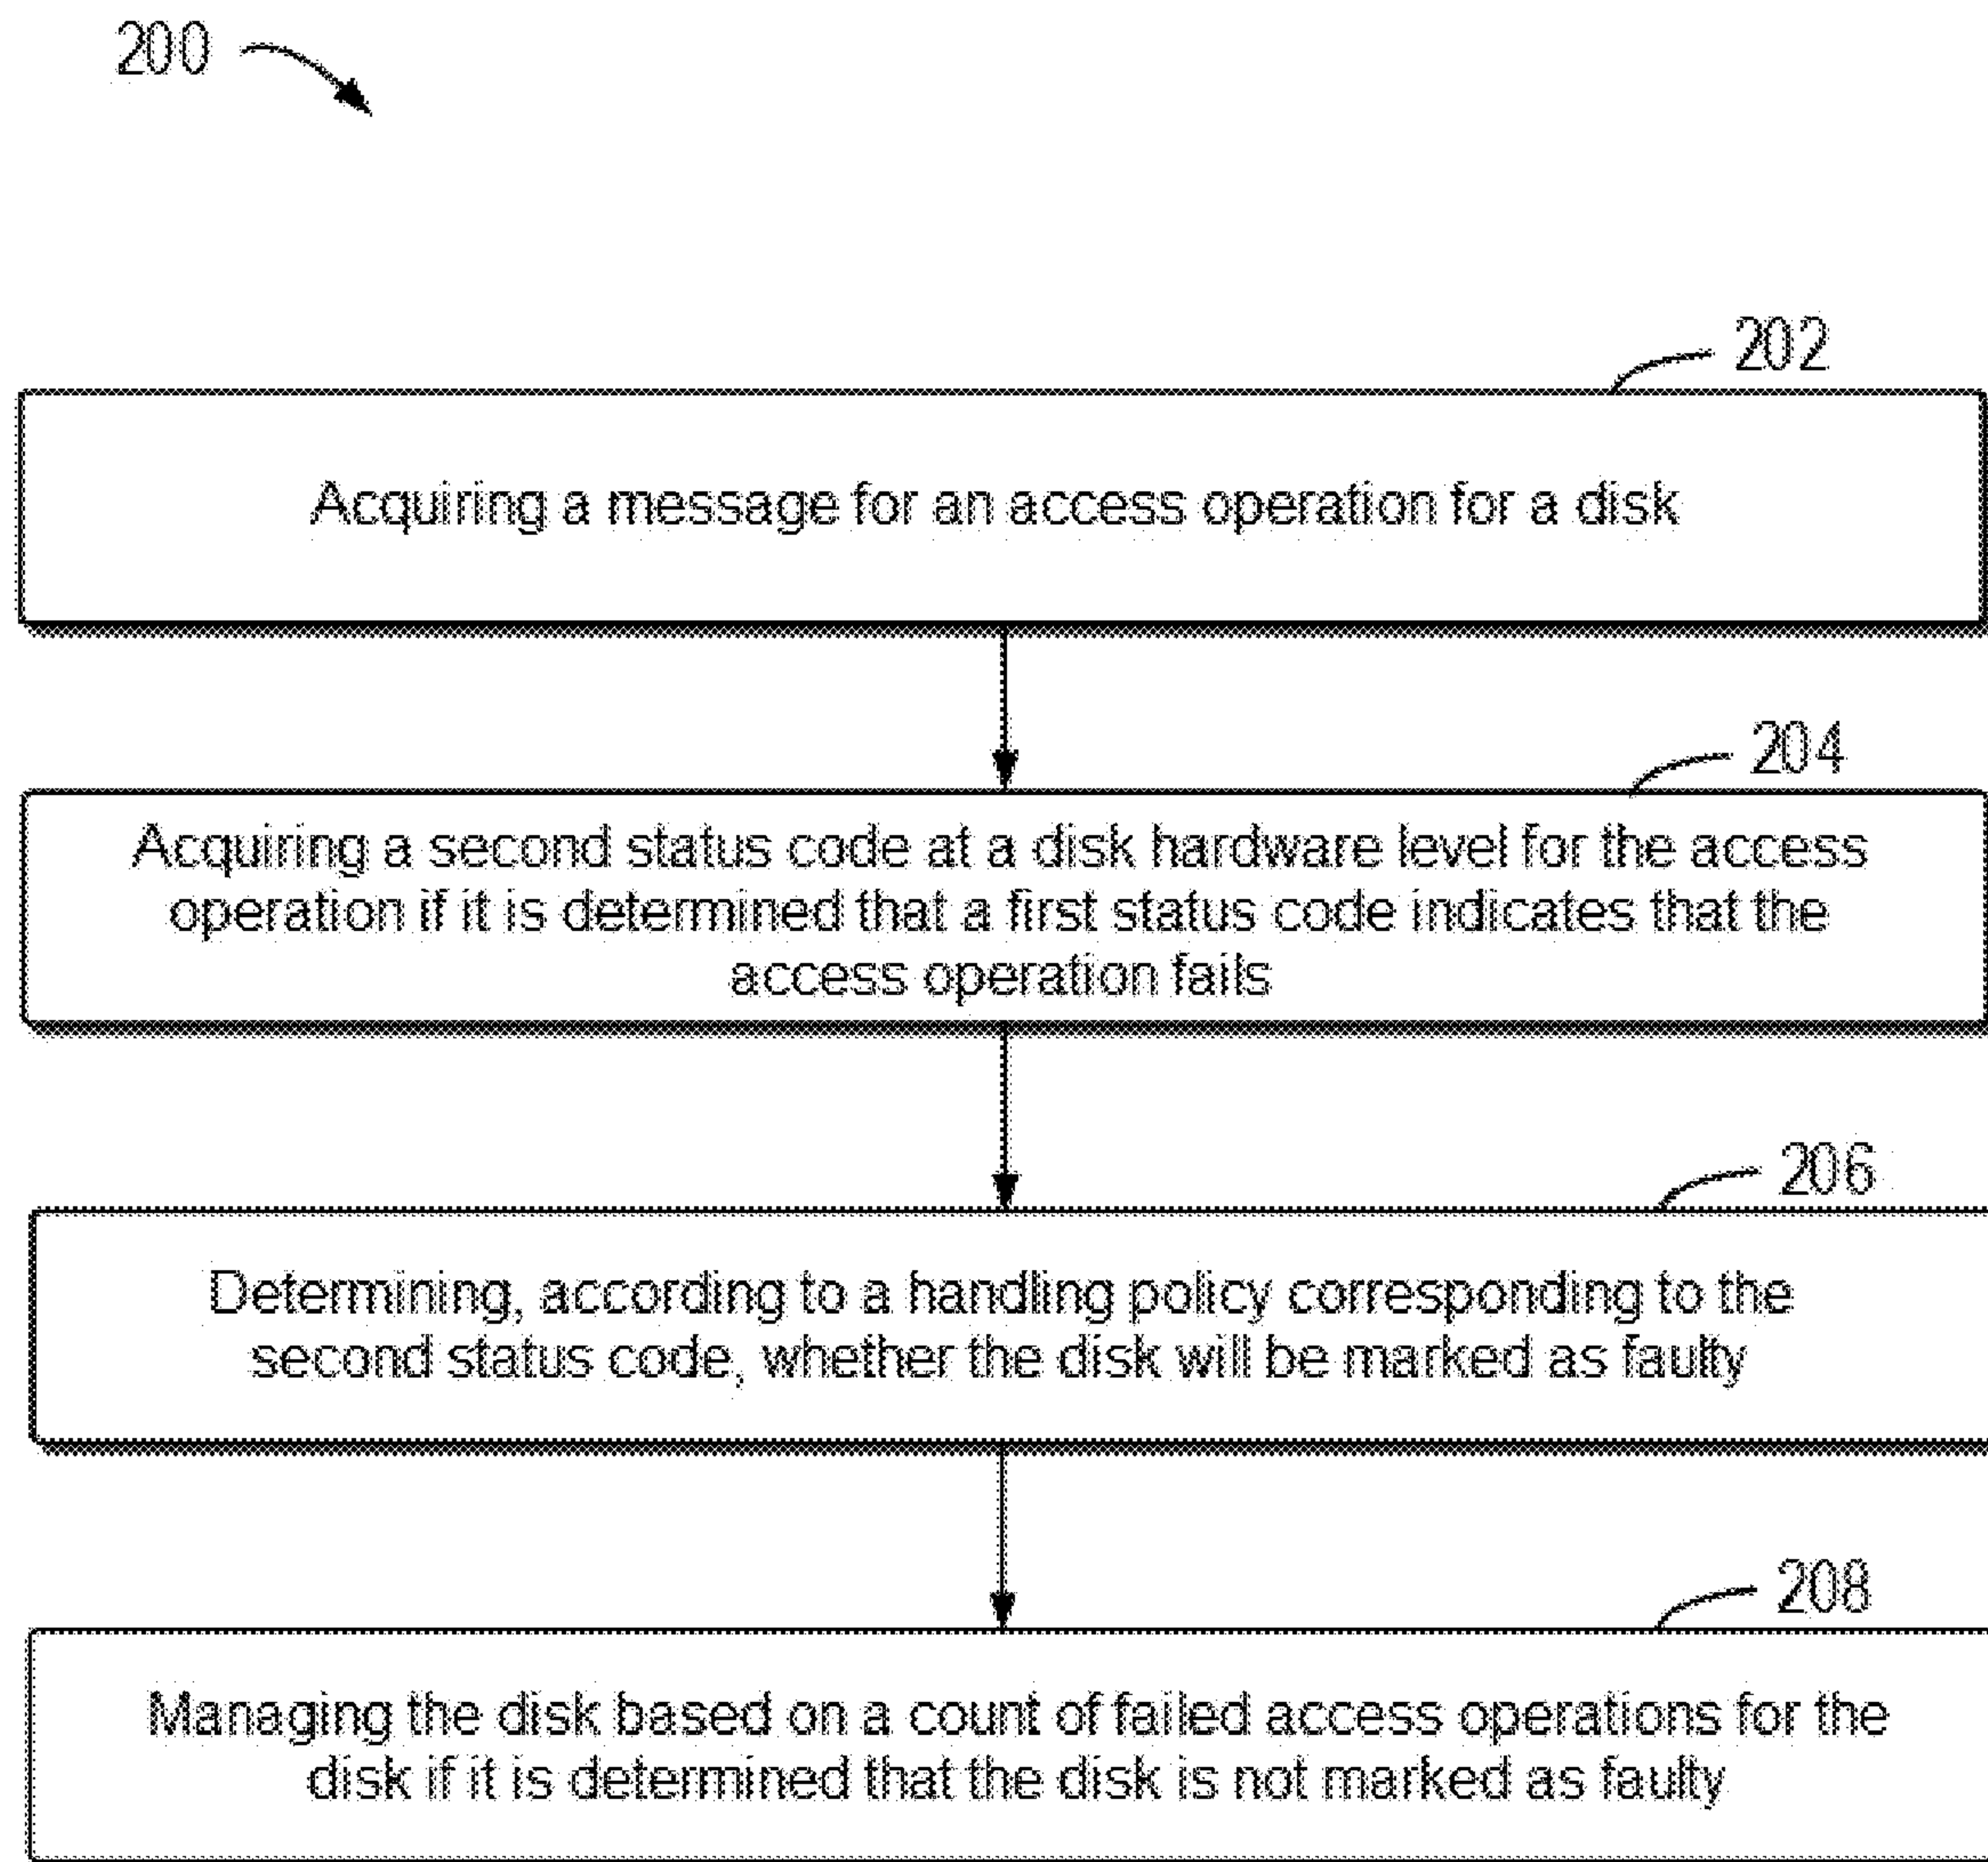 200
202
Acquiring a message for an access operation for a disk
204
Acquiring a second status code at a disk hardware level for the access
operation if it is determined that a first status code indicates that the
access operation fails
206
Determining, according to a handling policy corresponding to the
second status code, whether the disk will be marked as faulty
208
Managing the disk based on a count of failed access operations for the
disk if it is determined that the disk is not marked as faulty